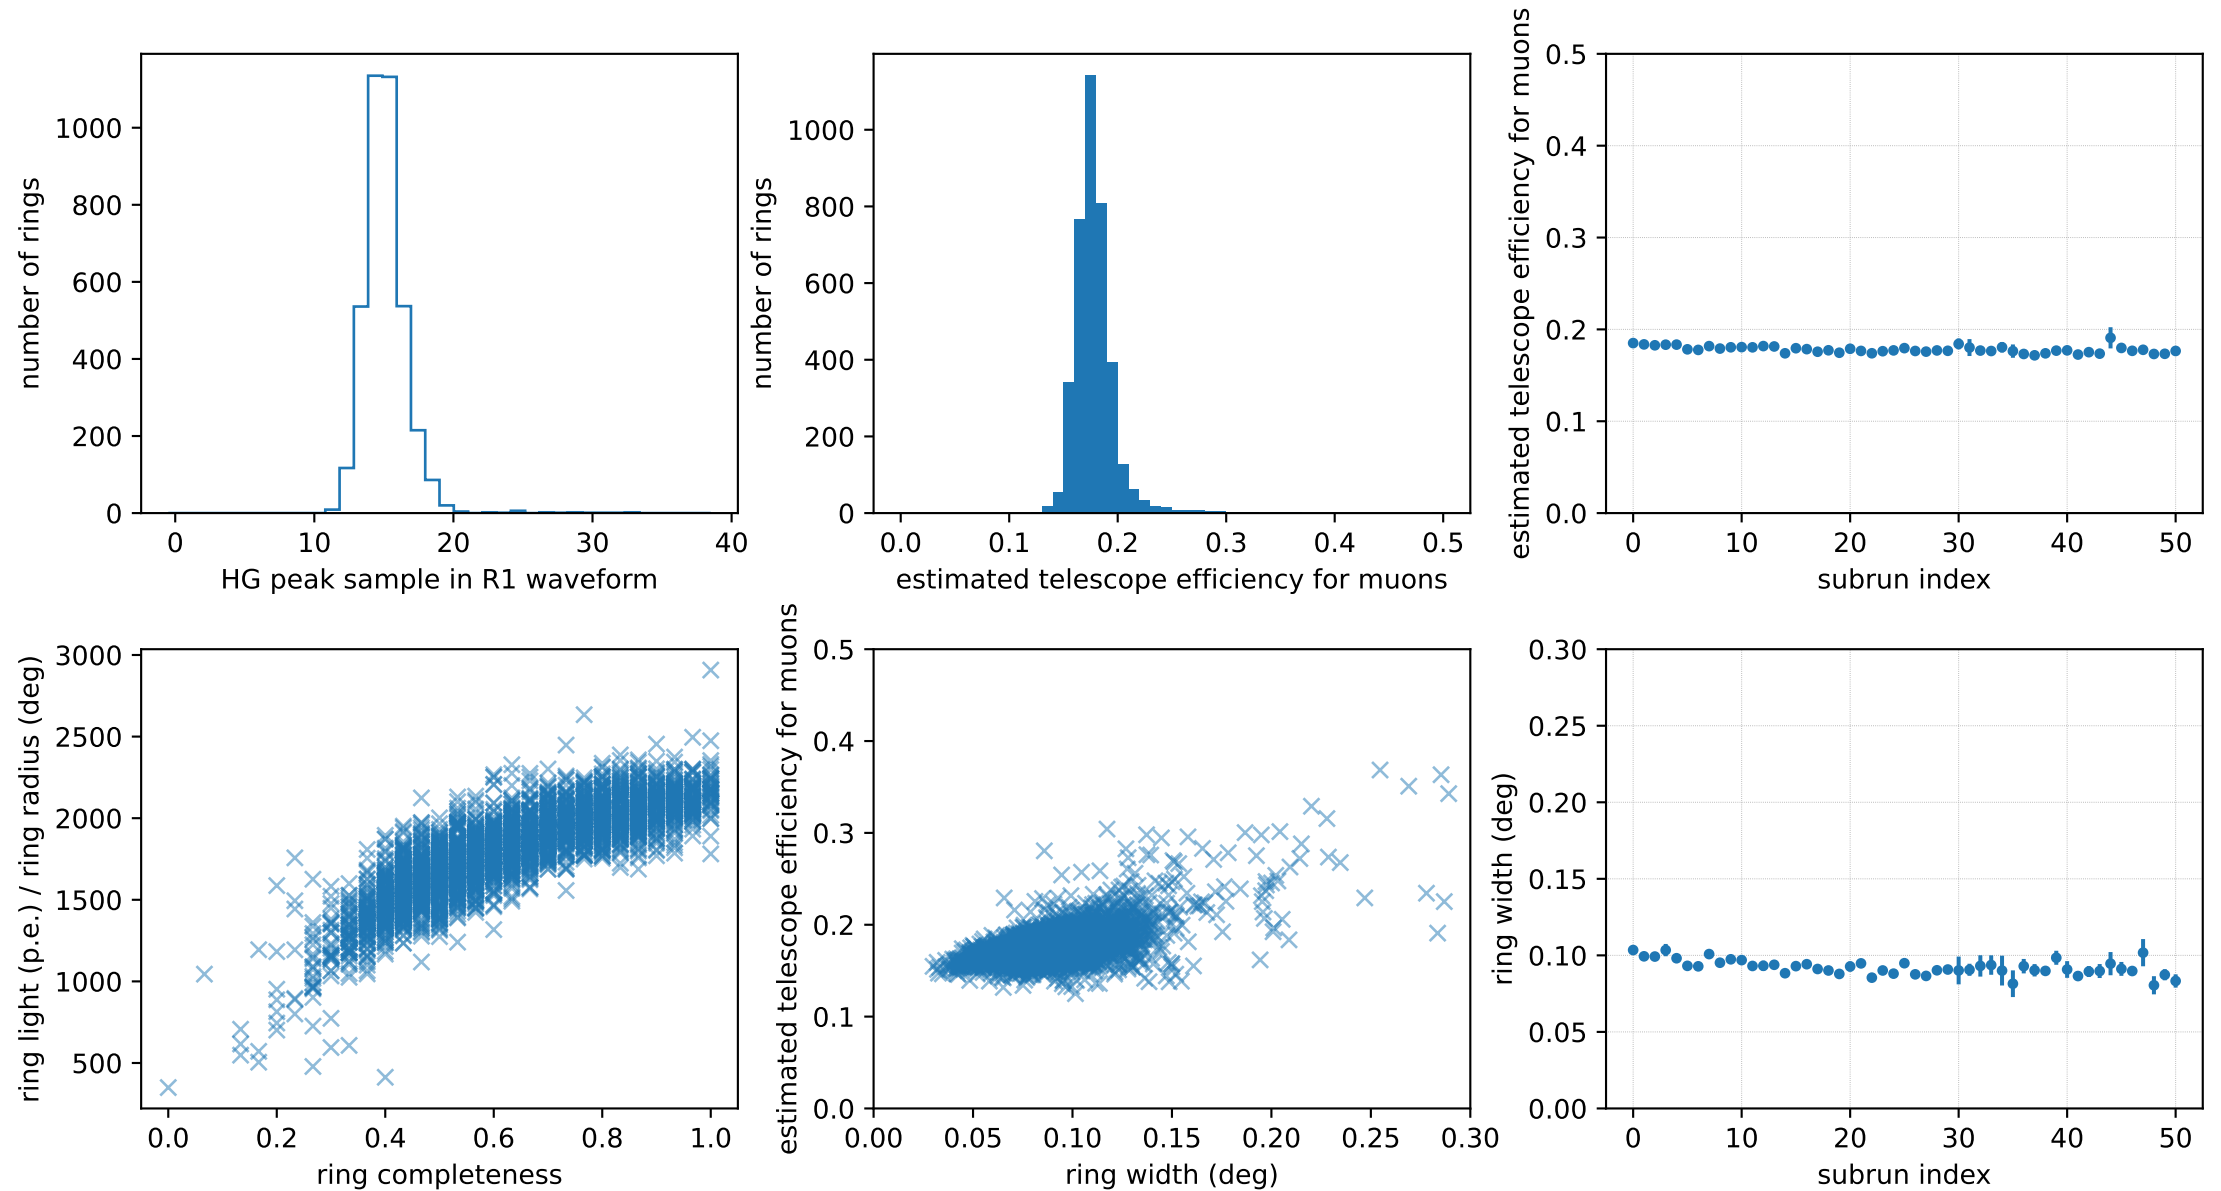 1000
800
600
400
200
0
number of rings
0 10 20 30 40
HG peak sample in R1 waveform
1000
800
600
400
200
0
number of rings
0.0 0.1 0.2 0.3 0.4 0.5
estimated telescope efficiency for muons
0.5
0.4
0.3
0.2
0.1
0.0
estimated telescope efficiency for muons
0 10 20 30 40 50
subrun index
3000
2500
2000
1500
1000
500
ring light (p.e.) / ring radius (deg)
0.0 0.2 0.4 0.6 0.8 1.0
ring completeness
0.5
0.4
0.3
0.2
0.1
0.0
estimated telescope efficiency for muons
0.00 0.05 0.10 0.15 0.20 0.25 0.30
ring width (deg)
0.30
0.25
0.20
0.15
0.10
0.05
0.00
ring width (deg)
0 10 20 30 40 50
subrun index